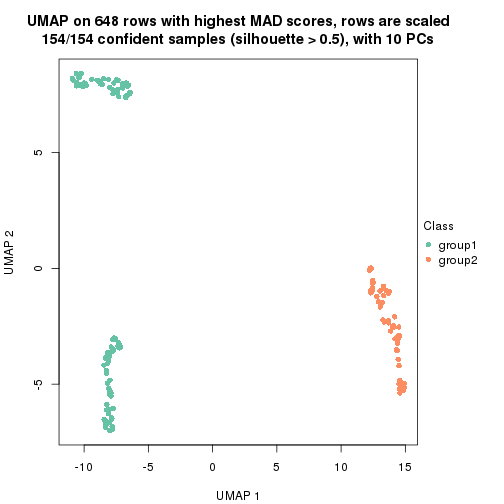 UMAP on 648 rows with highest MAD scores, rows are scaled
154/154 confident samples (silhouette > 0.5), with 10 PCs
5
0
-5
UMAP 2
Class
group1
group2
-10
-5
0
5
10
15
UMAP 1